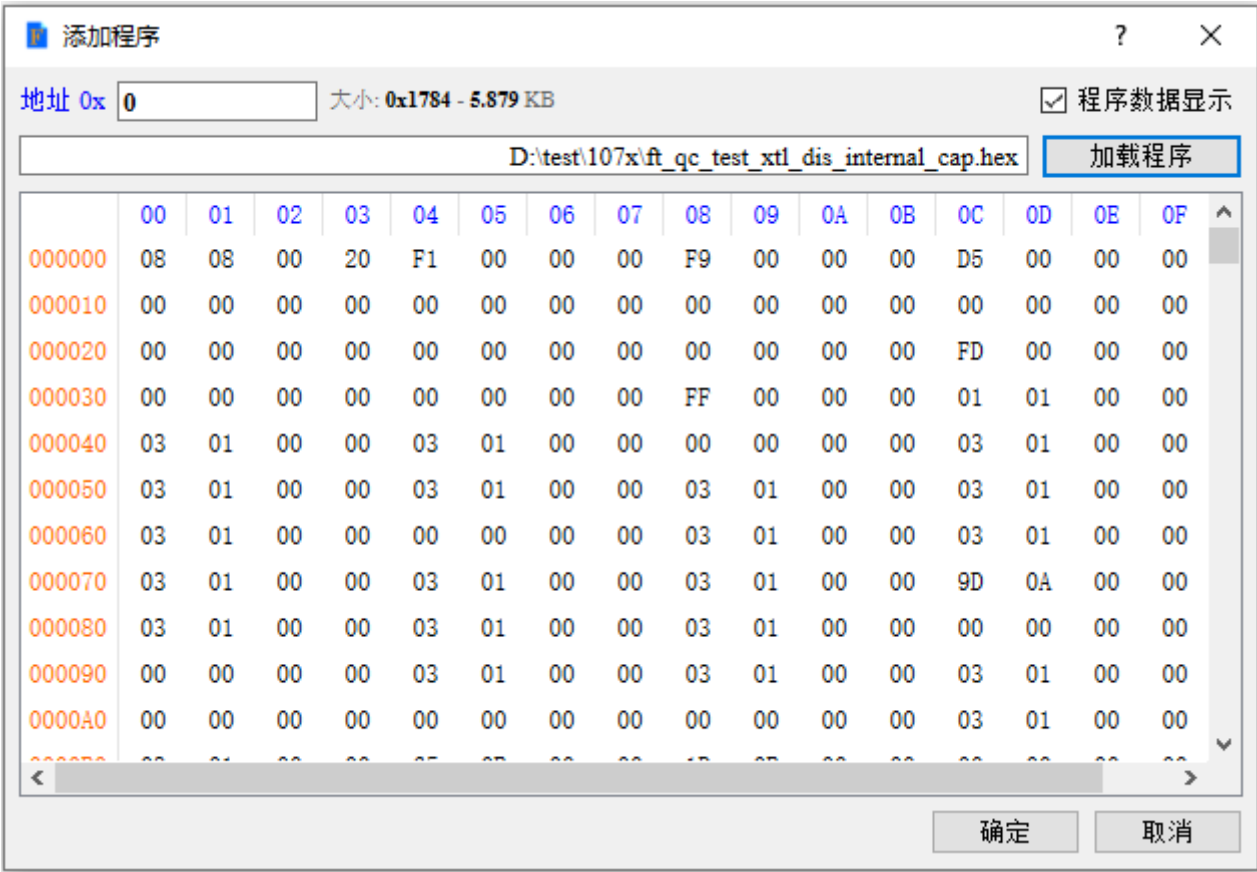 添加程序 ?
地址 0x 0 大小: 0x1784 - 5.879 KB 程序数据显示
D:\test\107x\ft_qc_test_xtl_dis_internal_cap.hex 加载程序
00 01 02 03 04 05 06 07 08 09 0A 0B 0C 0D 0E 0F
000000 08 08 00 20 F1 00 00 00 F9 00 00 00 D5 00 00 00
000010 00 00 00 00 00 00 00 00 00 00 00 00 00 00 00 00
000020 00 00 00 00 00 00 00 00 00 00 00 00 FD 00 00 00
000030 00 00 00 00 00 00 00 00 FF 00 00 00 01 01 00 00
000040 03 01 00 00 03 01 00 00 00 00 00 00 03 01 00 00
000050 03 01 00 00 03 01 00 00 03 01 00 00 03 01 00 00
000060 03 01 00 00 00 00 00 00 03 01 00 00 03 01 00 00
000070 03 01 00 00 03 01 00 00 03 01 00 00 9D 0A 00 00
000080 03 01 00 00 03 01 00 00 03 01 00 00 00 00 00 00
000090 00 00 00 00 03 01 00 00 03 01 00 00 03 01 00 00
0000A0 00 00 00 00 00 00 00 00 00 00 00 00 03 01 00 00
确定 取消